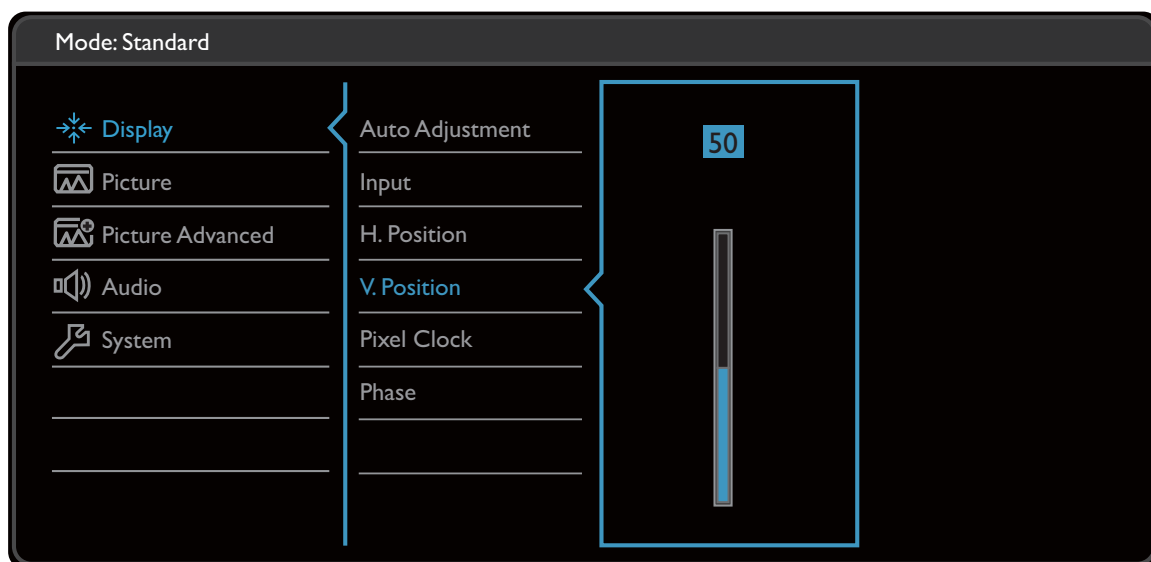 Mode: Standard
Display
Picture
Picture Advanced
Audio
System
Auto Adjustment
Input
H. Position
V. Position
Pixel Clock
Phase
50